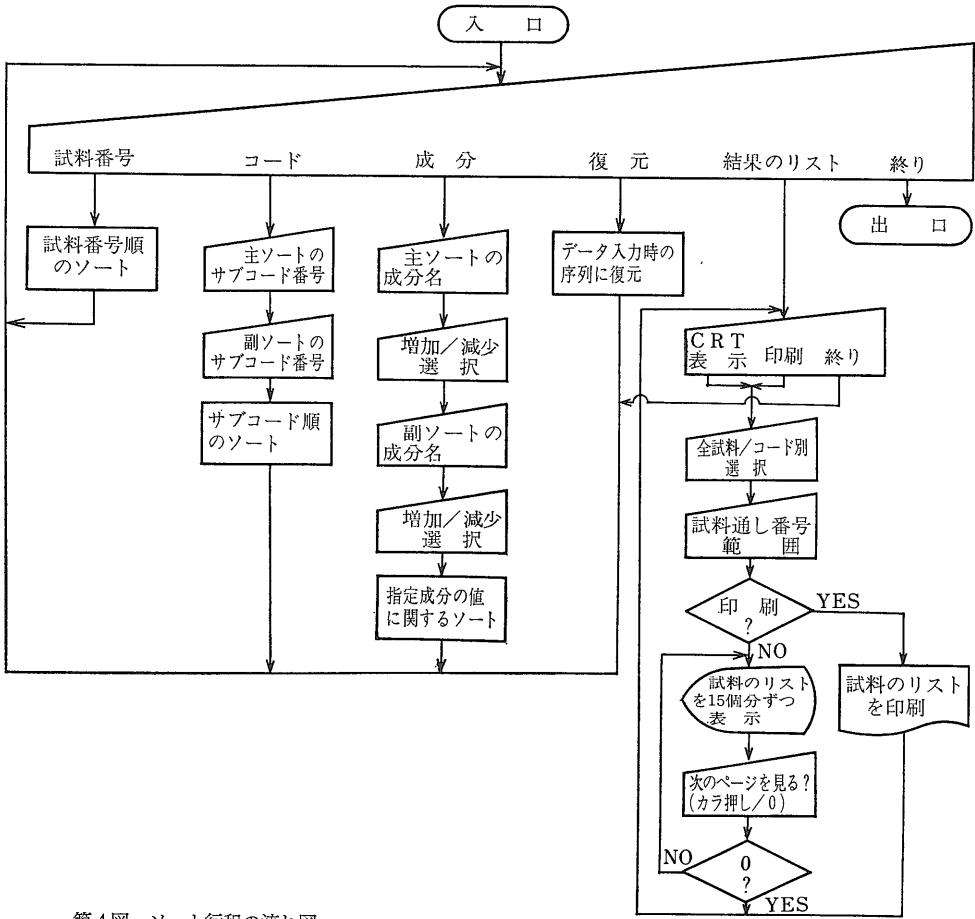 入 口
試料番号
コード
成 分
復 元
結果のリスト
終り
出 口
試料番号順
のソート
主ソートの
サブコード番号
副ソートの
サブコード番号
サブコード順
のソート
主ソートの
成分名
増加/減少
選 択
副ソートの
成分名
増加/減少
選 択
指定成分の値
に関するソート
データ入力時の
序列に復元
CRT
表 示 印刷 終り
全試料/コード別
選 択
試料通し番号
範 囲
印 刷
?
YES
NO
試料のリスト
を15個分ずつ
表 示
試料のリスト
を印刷
次のページを見る?
(カラ押し/0)
NO
0
?
YES
第4図 ソート行程の流れ図